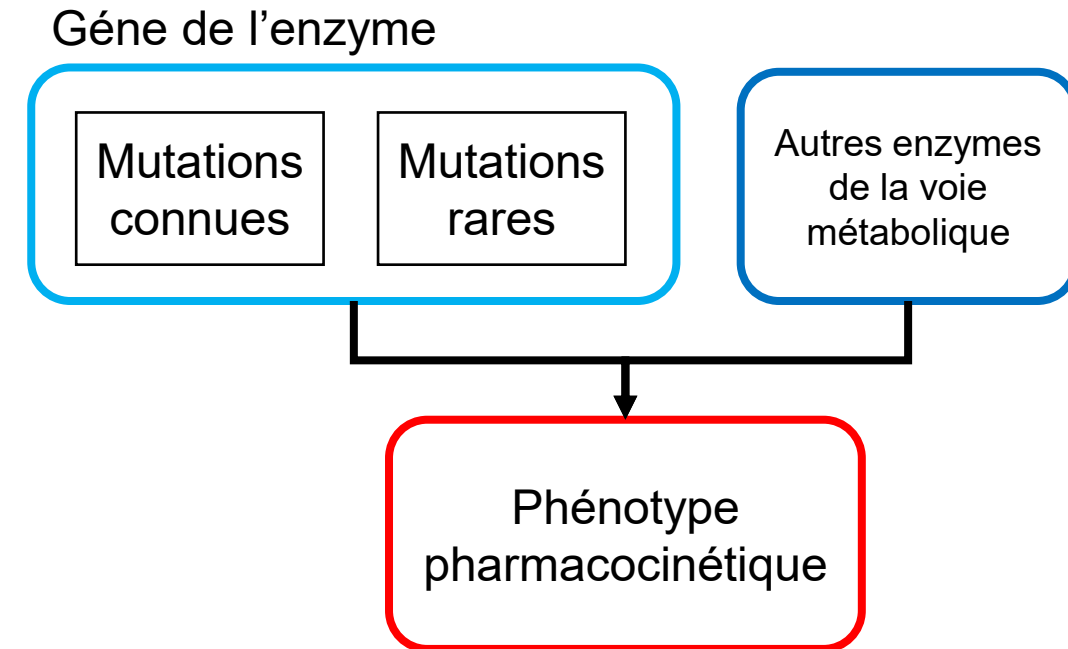 Géne de l’enzyme
Mutations
connues
Mutations
rares
Autres enzymes
de la voie
métabolique
Phénotype
pharmacocinétique